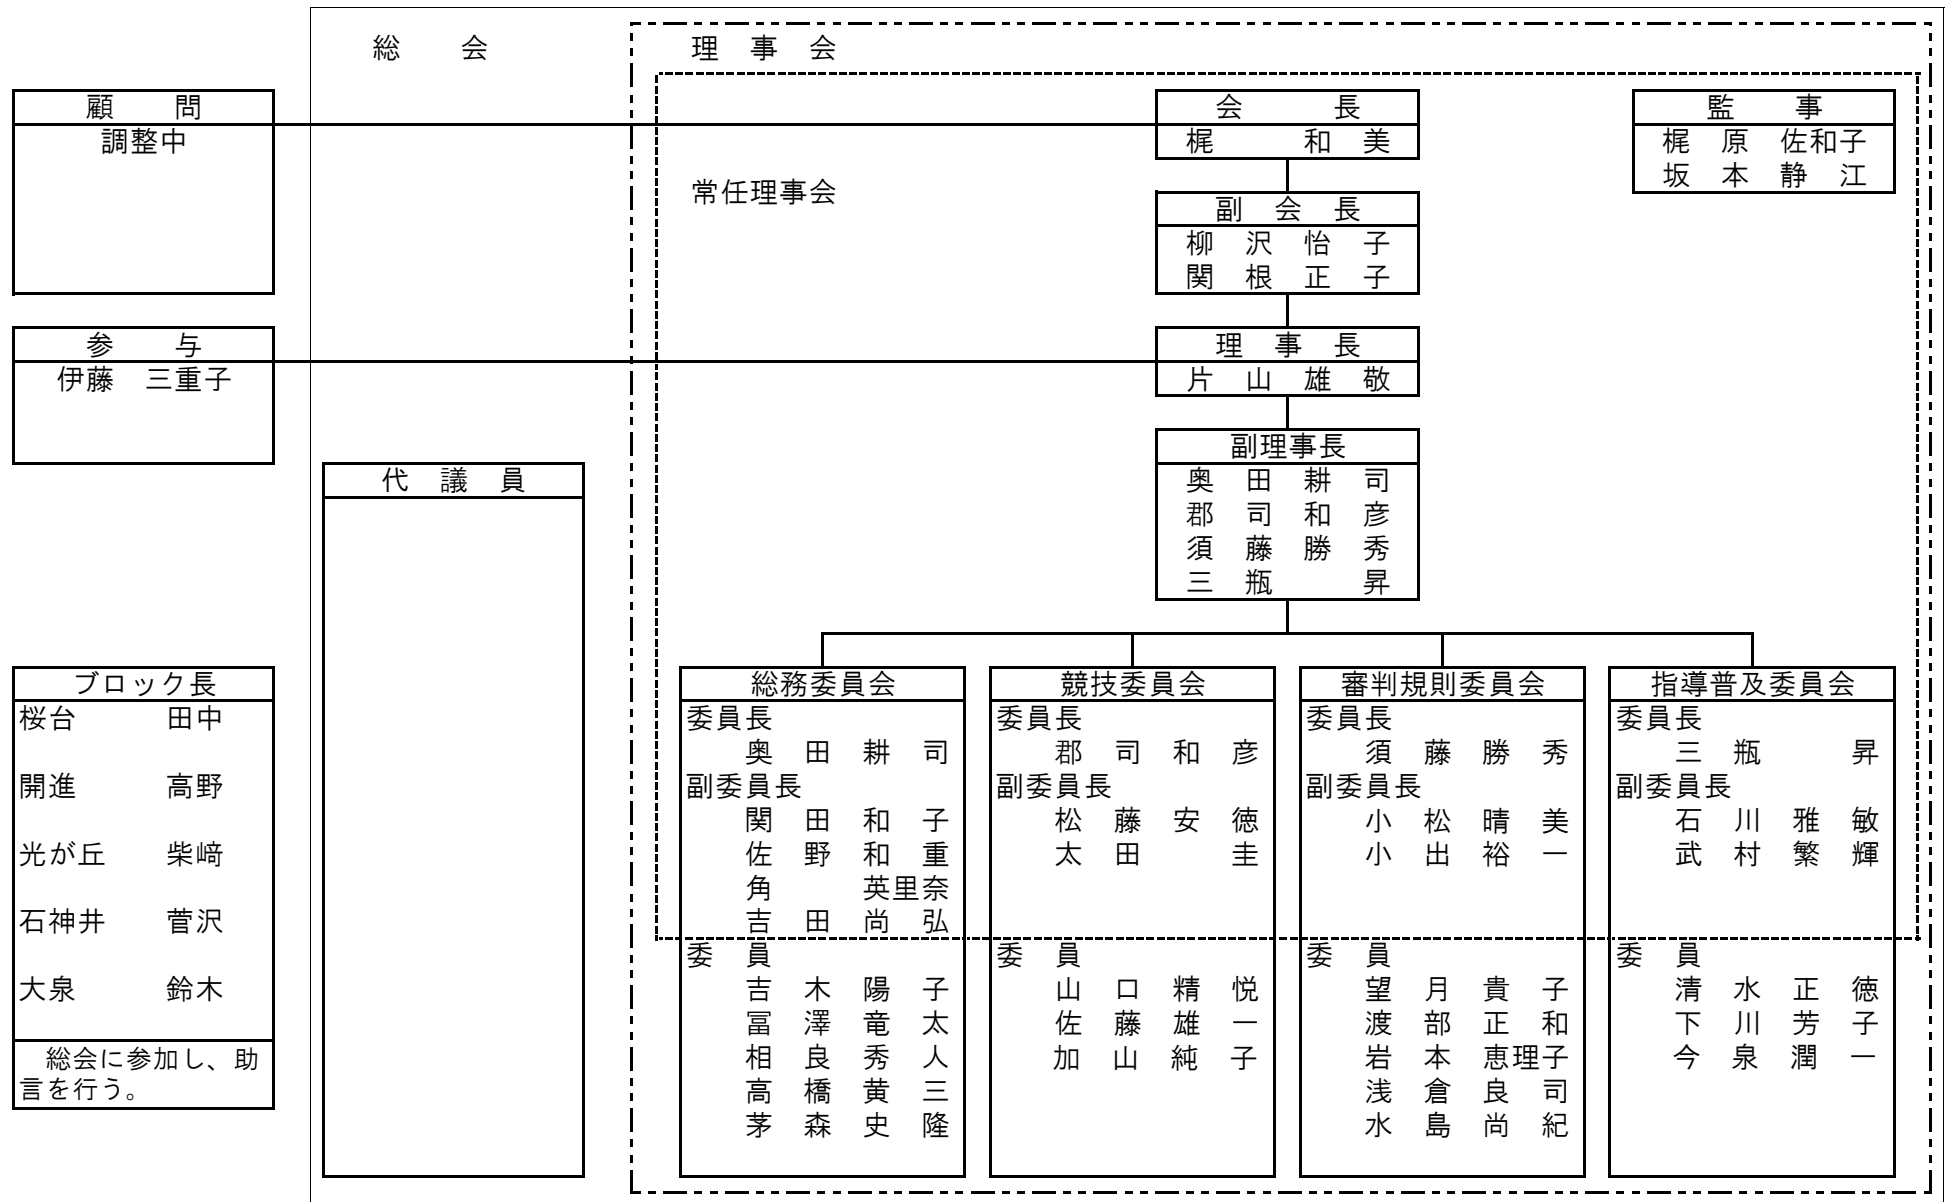 総　会
理　事　会
顧　問
調整中
会　長
梶　和　美
監　事
梶　原　佐和子
坂　本　静　江
常任理事会
副　会　長
柳　沢　怡　子
関　根　正　子
参　与
伊藤　三重子
理　事　長
片　山　雄　敬
副理事長
奥　田　耕　司
郡　司　和　彦
須　藤　勝　秀
三　瓶　昇
代　議　員
ブロック長
桜台　田中
開進　高野
光が丘　柴﨑
石神井　菅沢
大泉　鈴木
総会に参加し、助
言を行う。
総務委員会
委員長
奥　田　耕　司
副委員長
関　田　和　子
佐　野　和　重
角　英里奈
吉　田　尚　弘
委　員
吉　木　陽　子
冨　澤　竜　太
相　良　秀　人
高　橋　黄　三
茅　森　史　隆
競技委員会
委員長
郡　司　和　彦
副委員長
松　藤　安　徳
太　田　圭
委　員
山　口　精　悦
佐　藤　雄　一
加　山　純　子
審判規則委員会
委員長
須　藤　勝　秀
副委員長
小　松　晴　美
小　出　裕　一
委　員
望　月　貴　子
渡　部　正　和
岩　本　恵理子
浅　倉　良　司
水　島　尚　紀
指導普及委員会
委員長
三　瓶　昇
副委員長
石　川　雅　敏
武　村　繁　輝
委　員
清　水　正　徳
下　川　芳　子
今　泉　潤　一